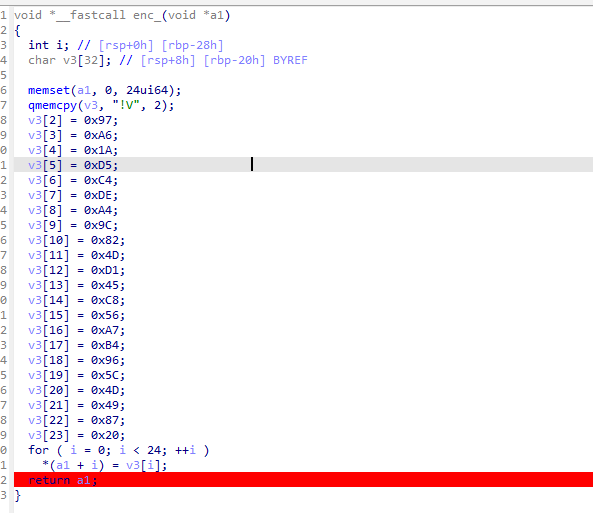 1 void *__fastcall enc_(void *a1)
2 {
3 int i; // [rsp+0h] [rbp-28h]
4 char v3[32]; // [rsp+8h] [rbp-20h] BYREF
5
6 memset(a1, 0, 24ui64);
7 qmemcpy(v3, "!V", 2);
8 v3[2] = 0x97;
9 v3[3] = 0xA6;
0 v3[4] = 0x1A;
1 v3[5] = 0xD5;
2 v3[6] = 0xC4;
3 v3[7] = 0xDE;
4 v3[8] = 0xA4;
5 v3[9] = 0x9C;
6 v3[10] = 0x82;
7 v3[11] = 0x4D;
8 v3[12] = 0xD1;
9 v3[13] = 0x45;
0 v3[14] = 0xC8;
1 v3[15] = 0x56;
2 v3[16] = 0xA7;
3 v3[17] = 0xB4;
4 v3[18] = 0x96;
5 v3[19] = 0x5C;
6 v3[20] = 0x4D;
7 v3[21] = 0x49;
8 v3[22] = 0x87;
9 v3[23] = 0x20;
0 for ( i = 0; i < 24; ++i )
1 *(a1 + i) = v3[i];
2 return a1;
3 }